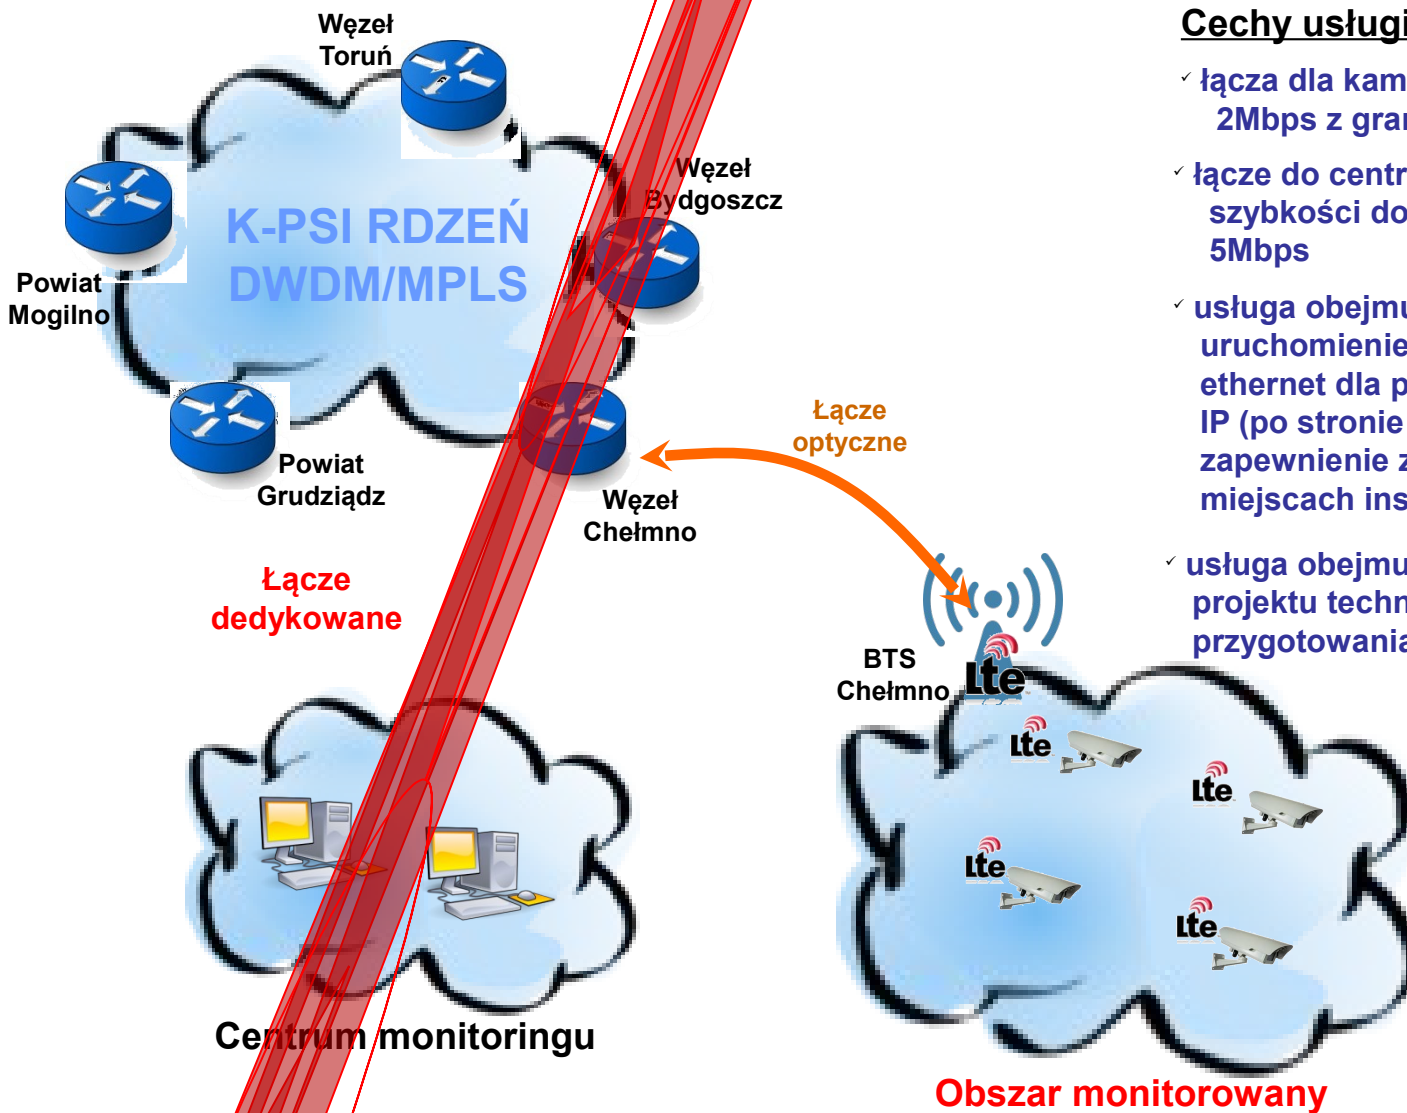 Węzeł
Toruń
Węzeł
Bydgoszcz
K-PSI RDZEŃ
DWDM/MPLS
Powiat
Mogilno
Powiat
Grudziądz
Węzeł
Chełmno
Łącze
optyczne
Łącze
dedykowane
BTS
Chełmno
Lte
Lte
Lte
Lte
Lte
Centrum monitoringu
Obszar monitorowany
Cechy usługi
✓ łącza dla kam
2Mbps z gra
✓ łącze do centr
szybkości do
5Mbps
✓ usługa obejmu
uruchomienie
ethernet dla p
IP (po stronie
zapewnienie z
miejscach ins
✓ usługa obejmu
projektu techn
przygotowania